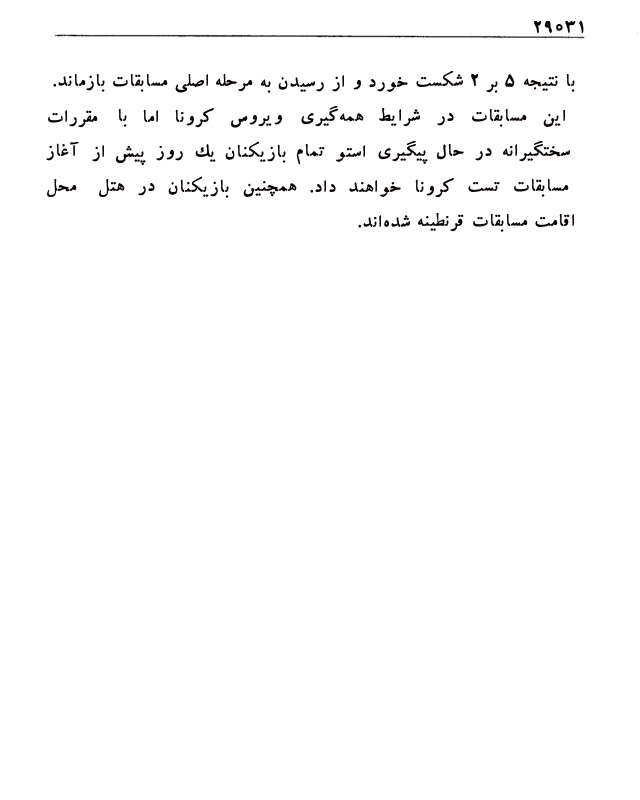 ۲۹۰۳۱
با نتیجه ۵ بر ۲ شکست خورد و از رسیدن به مرحله اصلی مسابقات بازماند.
این مسابقات در شرایط همه‌گیری ویروس کرونا اما با مقررات
سختگیرانه در حال پیگیری استو تمام بازیکنان یك روز پیش از آغاز
مسابقات تست کرونا خواهند داد. همچنین بازیکنان در هتل محل
اقامت مسابقات قرنطینه شده‌اند.